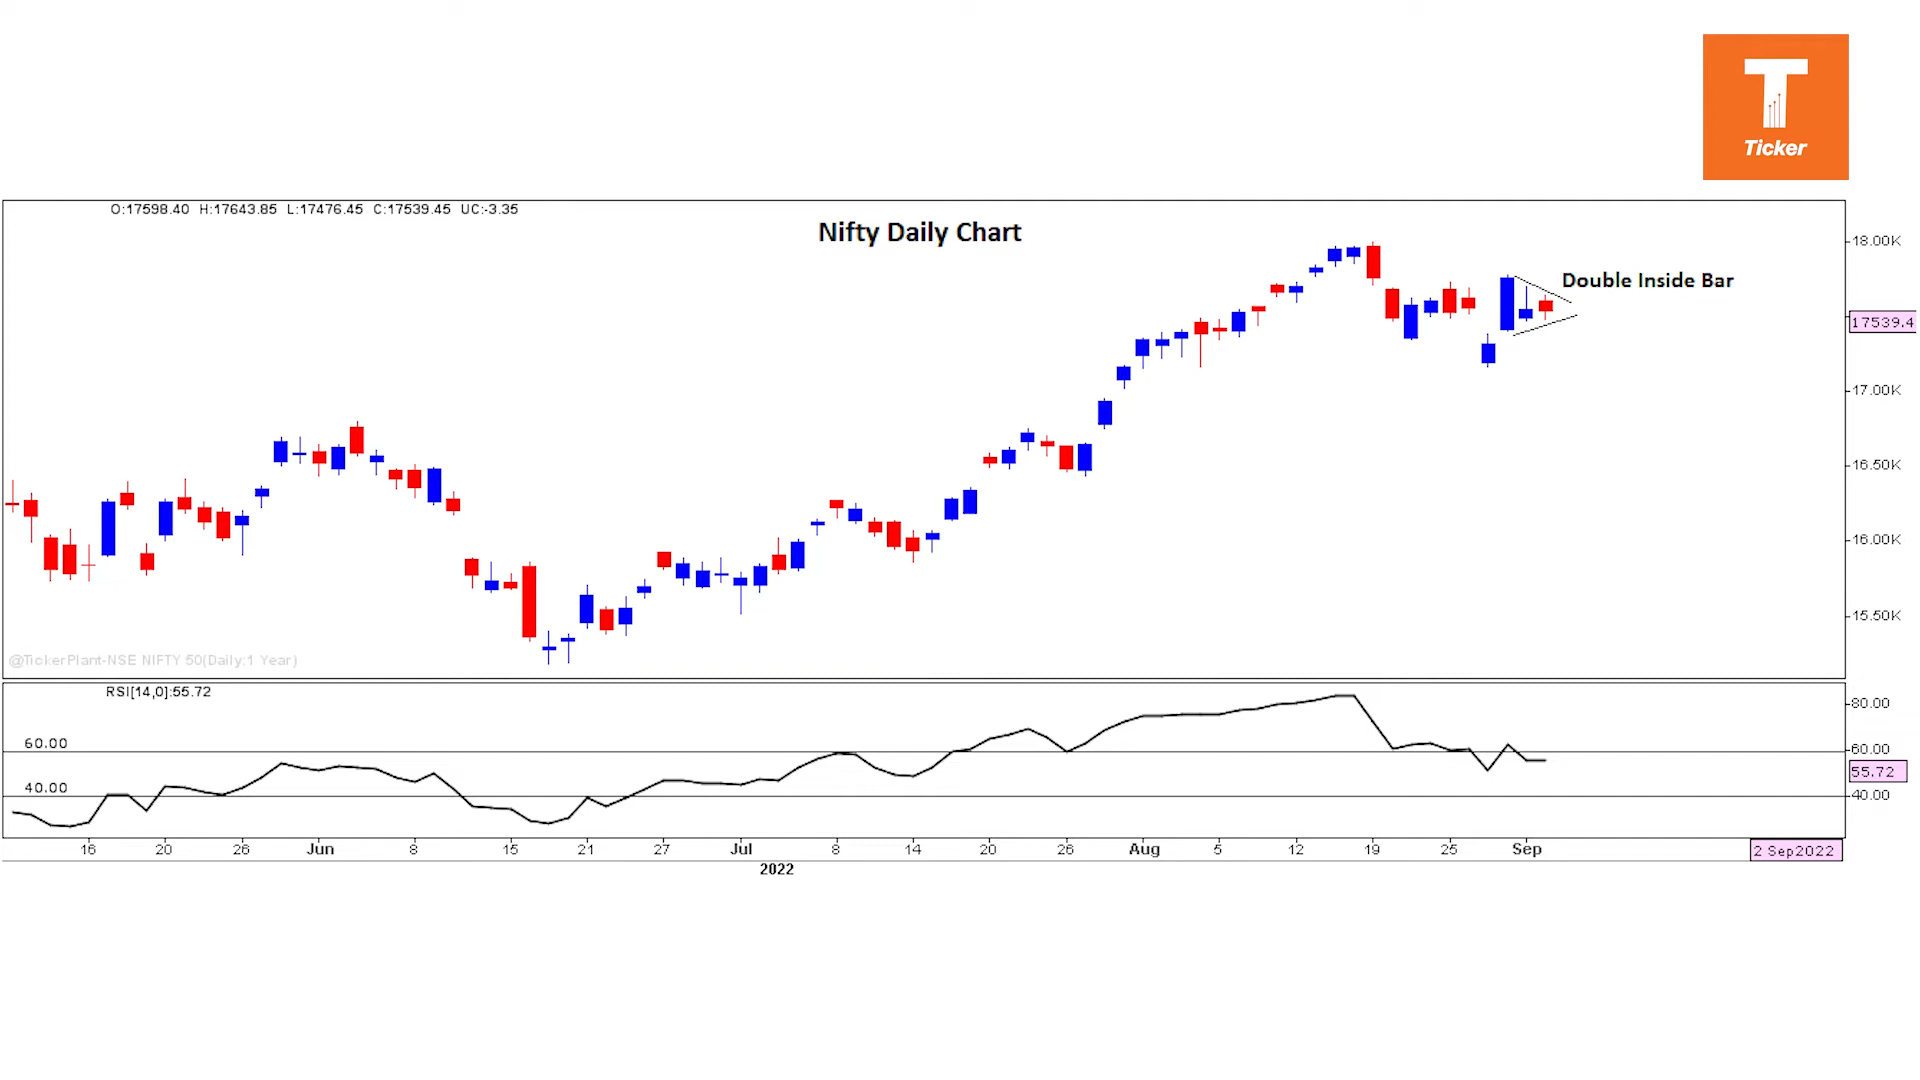 T
Ticker
O:17598.40 H:17643.85 L:17476.45 C:17539.45 UC:-3.35
Nifty Daily Chart
18.00K
Double Inside Bar
17539.4
17.00K
16.50K
16.00K
15.50K
@TickerPlant-NSE NIFTY 50(Daily:1 Year)
RSI[14,0]:55.72
80.00
60.00
60.00
55.72
40.00
40.00
16 20 26 Jun 8 15 21 27 Jul 8 14 20 26 Aug 5 12 19 25 Sep 2 Sep2022
2022